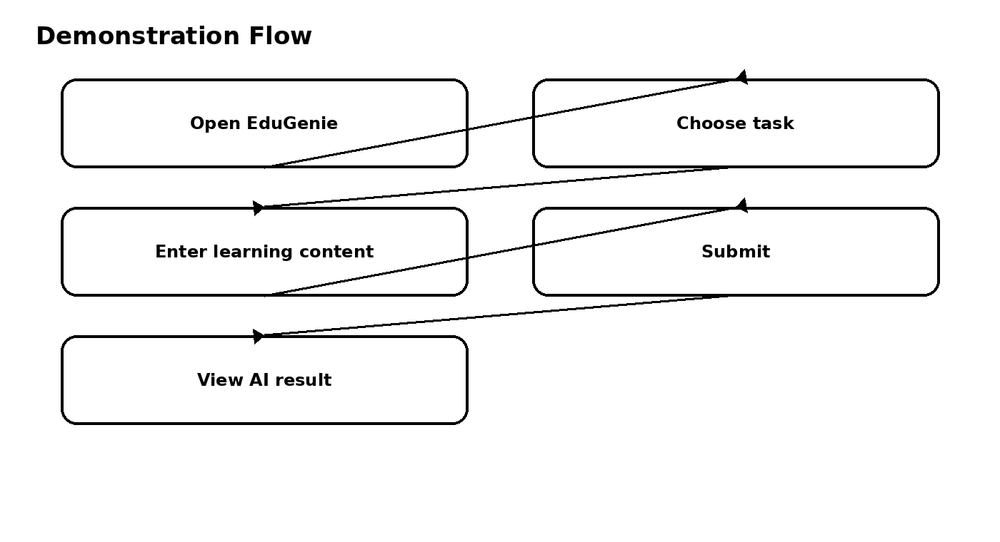 Demonstration Flow
Open EduGenie
Choose task
Enter learning content
Submit
View AI result